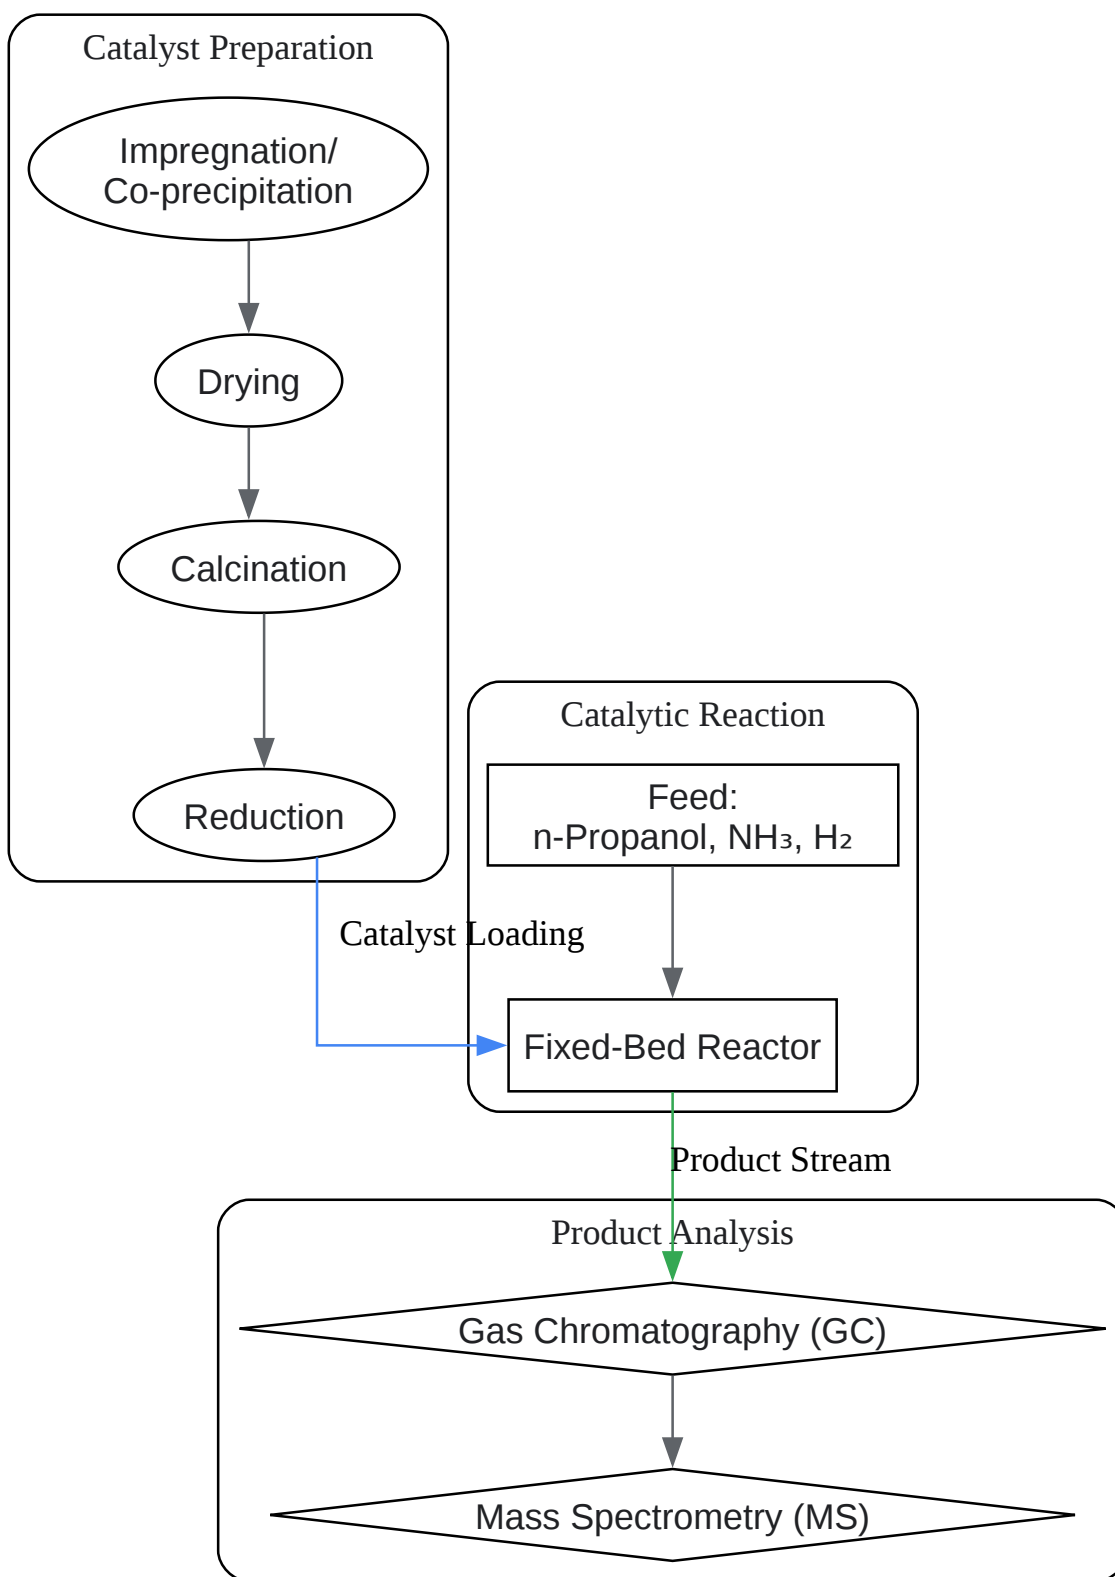 Catalyst Preparation
Impregnation/
Co-precipitation
Drying
Calcination
Reduction
Catalytic Reaction
Feed:
n-Propanol, NH₃, H₂
Catalyst Loading
Fixed-Bed Reactor
Product Stream
Product Analysis
Gas Chromatography (GC)
Mass Spectrometry (MS)